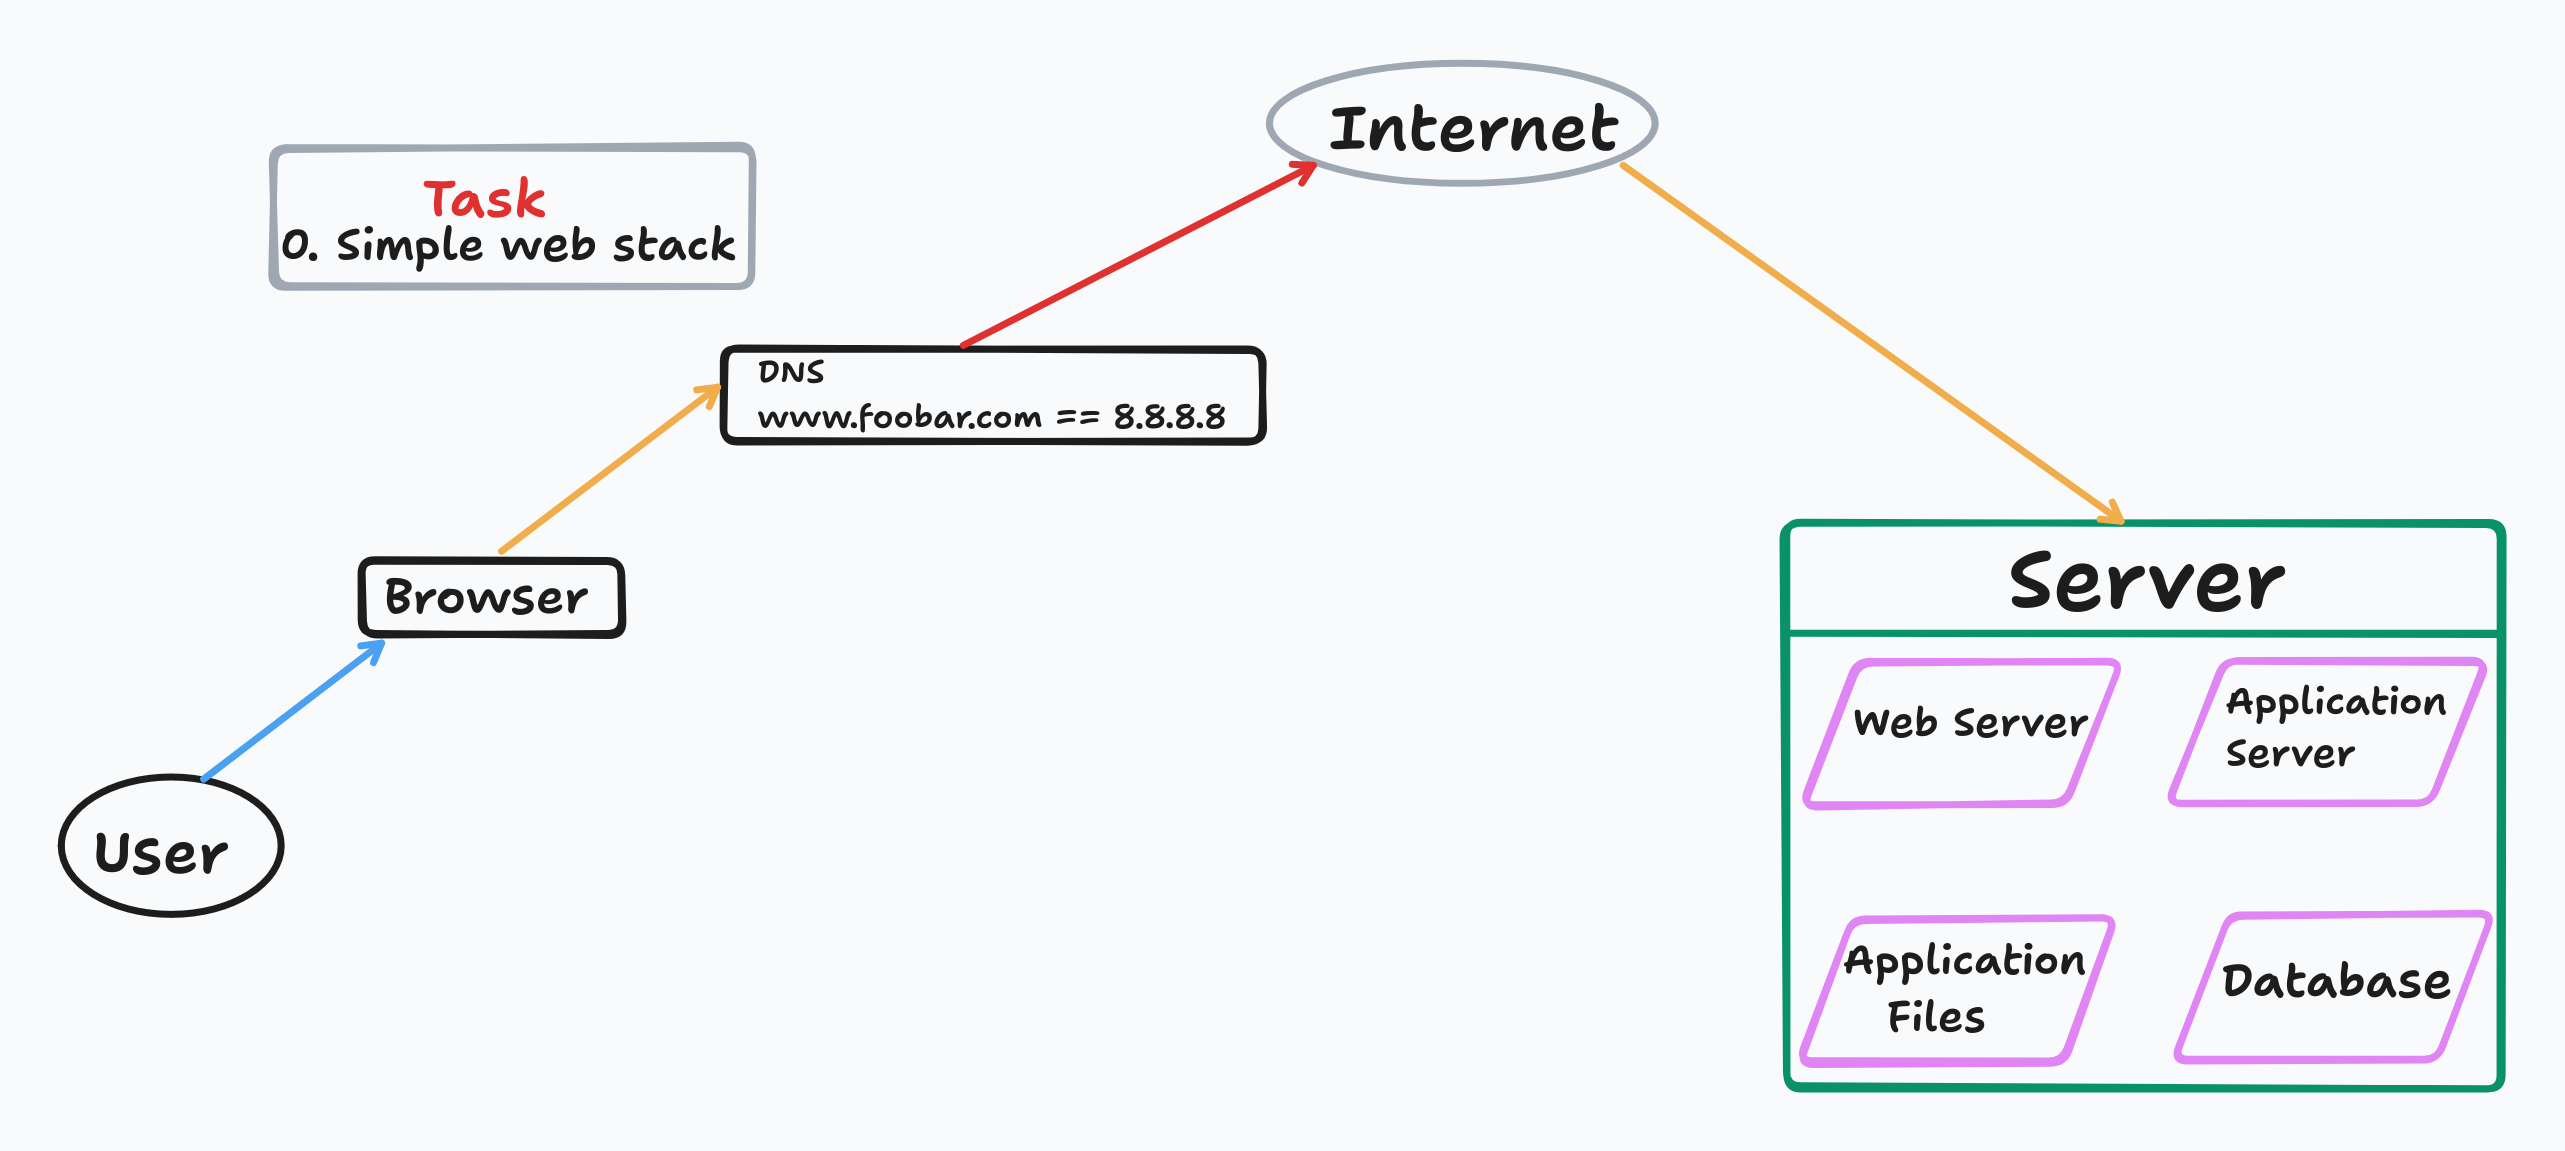 Task
0. Simple web stack
Internet
DNS
www.foobar.com == 8.8.8.8
Browser
User
Server
Web Server
Application
Server
Application
Files
Database